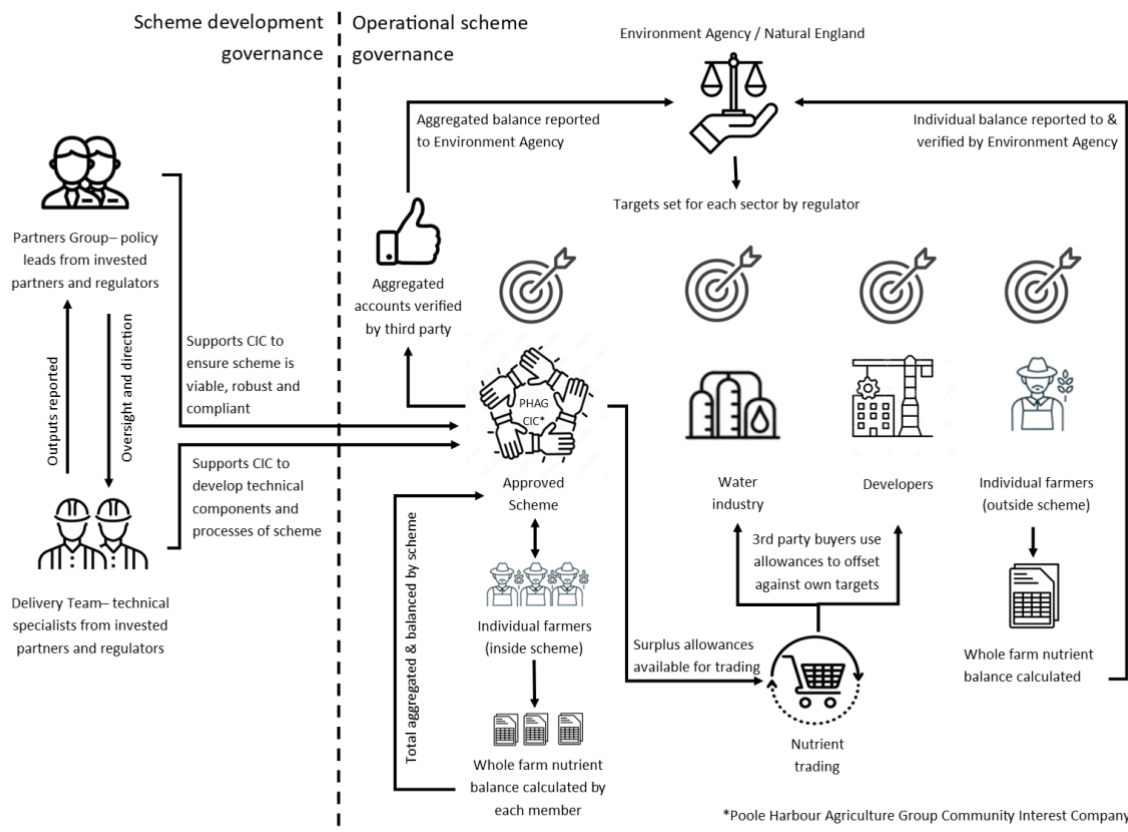 Scheme development
governance
Operational scheme
governance
Environment Agency / Natural England
Aggregated balance reported
to Environment Agency
Individual balance reported to &
verified by Environment Agency
Targets set for each sector by regulator
Partners Group– policy
leads from invested
partners and regulators
Aggregated
accounts verified
by third party
Outputs reported
Oversight and direction
Supports CIC to
ensure scheme is
viable, robust and
compliant
PHAG
CIC*
Supports CIC to
develop technical
components and
processes of scheme
Approved
Scheme
Water
industry
Developers
Individual farmers
(outside scheme)
3rd party buyers use
allowances to offset
against own targets
Delivery Team– technical
specialists from invested
partners and regulators
Total aggregated & balanced by scheme
Individual farmers
(inside scheme)
Surplus allowances
available for trading
Whole farm nutrient
balance calculated
Nutrient
trading
Whole farm nutrient
balance calculated by
each member
*Poole Harbour Agriculture Group Community Interest Company